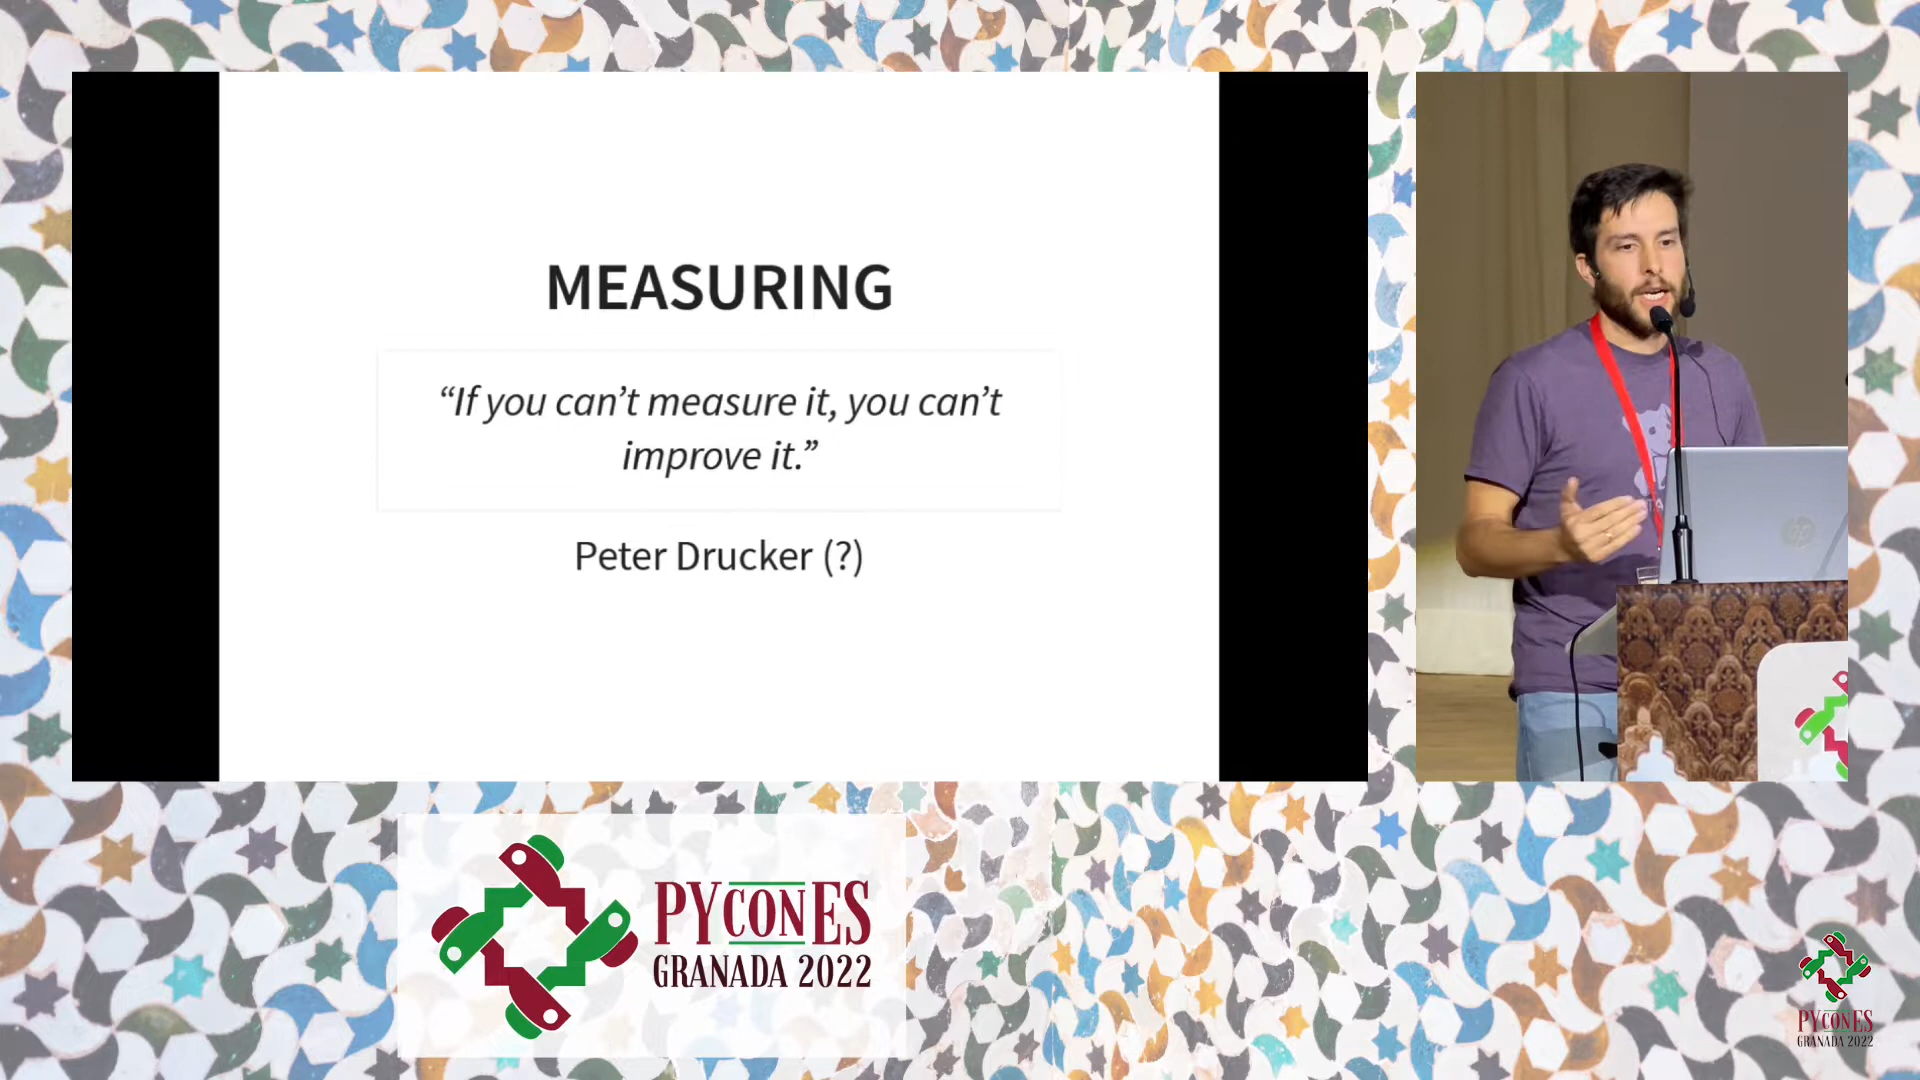 MEASURING
“If you can’t measure it, you can’t
improve it.”
Peter Drucker (?)
PYCONES
GRANADA 2022
PYCONES
GRANADA 2022